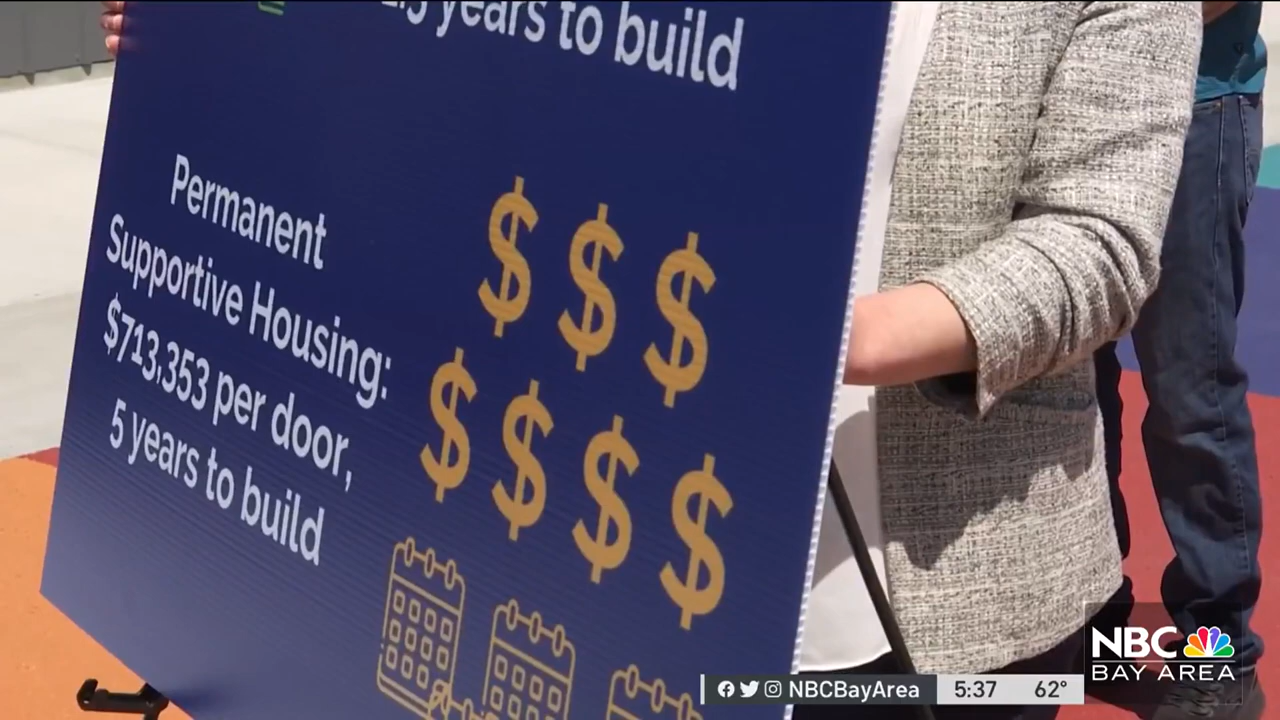 years to build
Permanent
Supportive Housing:
$713,353 per door,
5 years to build
$ $ $
$ $ $ $
NBCBayArea 5:37 62°
NBC
BAY AREA